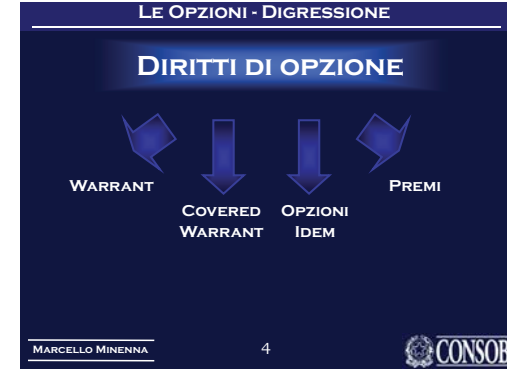 Le Opzioni - Digressione
Diritti di opzione
Warrant
Premi
Covered
Warrant
Opzioni
Idem
Marcello Minenna
4
CONSOB